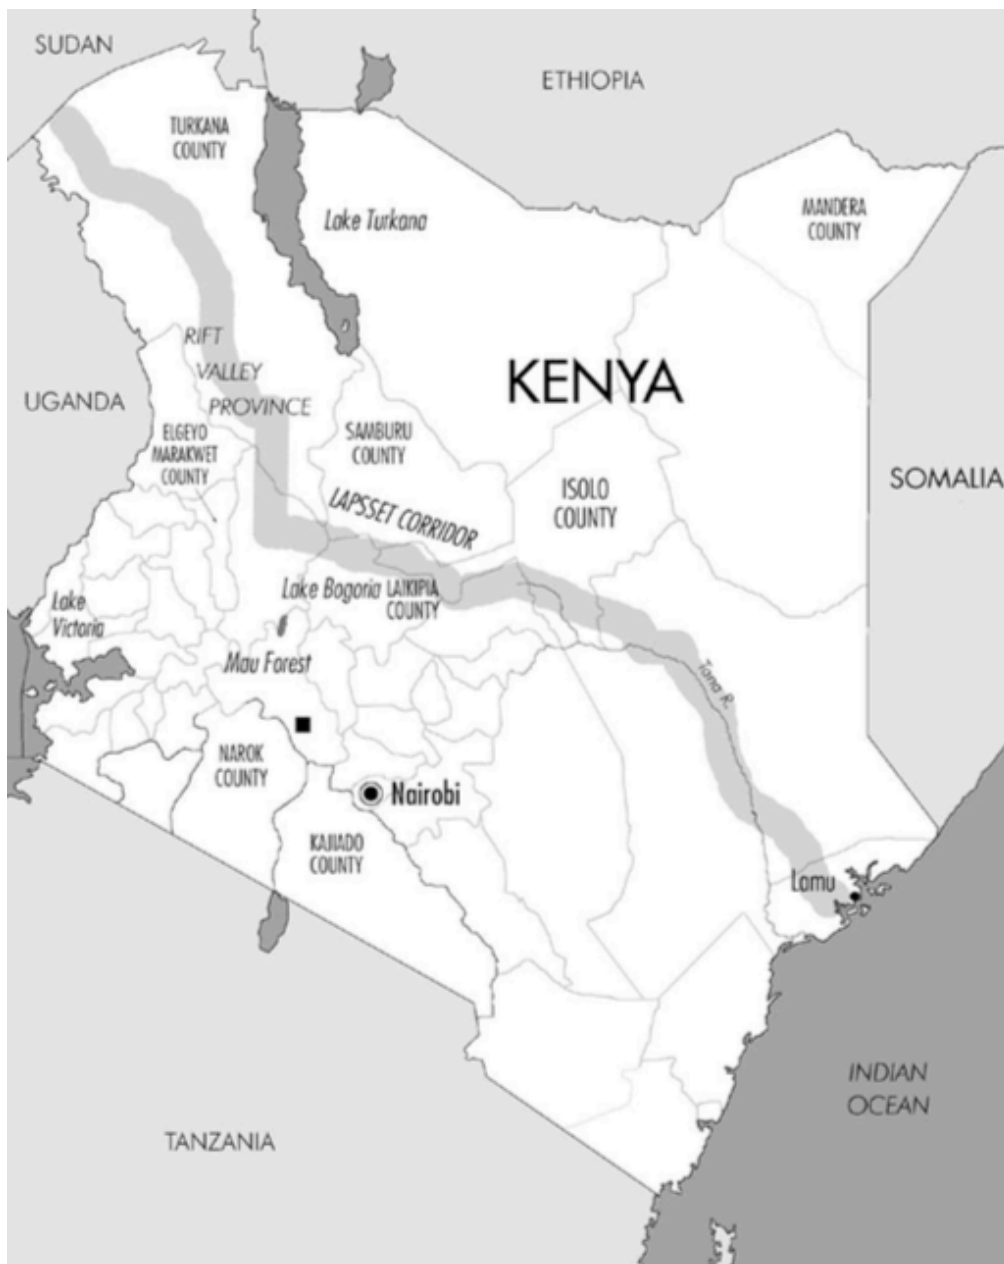 SUDAN
ETHIOPIA
TURKANA
COUNTY
Lake Turkana
MANDERA
COUNTY
RIFT
VALLEY
PROVINCE
KENYA
UGANDA
ELGEYO
MARAKWET
COUNTY
SAMBURU
COUNTY
ISOLO
COUNTY
SOMALIA
LAPSSET CORRIDOR
Lake Bogoria
LAIKIPIA
COUNTY
Lake
Victoria
Mau Forest
Tana R.
NAROK
COUNTY
Nairobi
KAJIADO
COUNTY
Lamu
INDIAN
OCEAN
TANZANIA